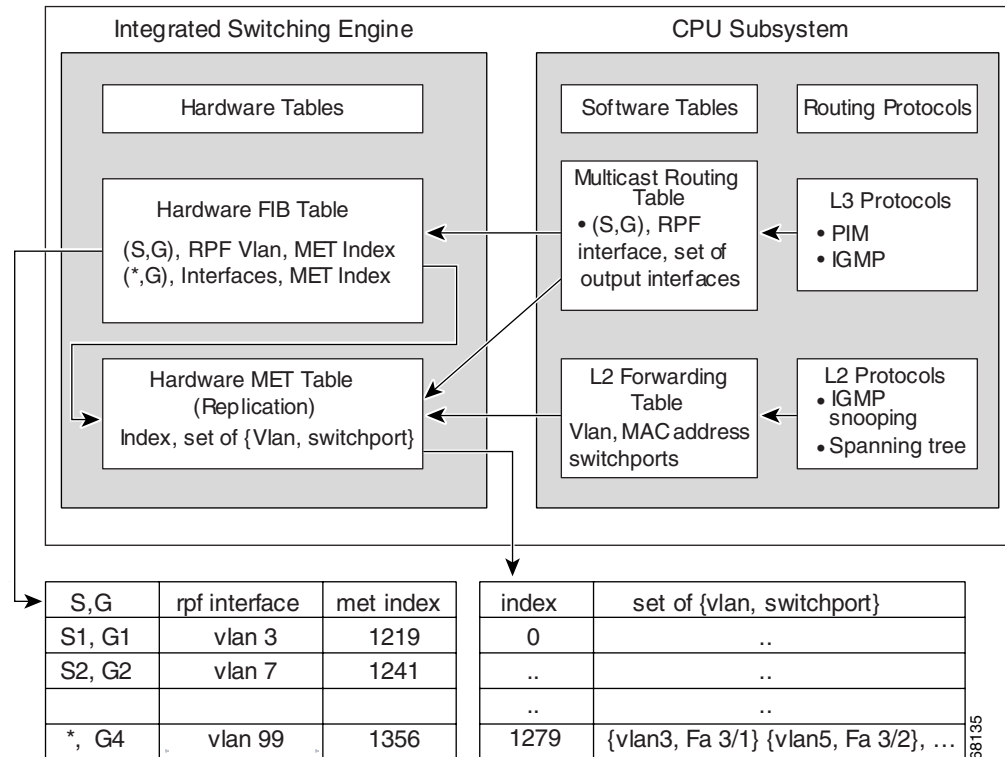 Integrated Switching Engine
CPU Subsystem
Hardware Tables
Software Tables
Routing Protocols
Hardware FIB Table
(S,G), RPF Vlan, MET Index
(*,G), Interfaces, MET Index
Multicast Routing
Table
• (S,G), RPF
interface, set of
output interfaces
L3 Protocols
• PIM
• IGMP
Hardware MET Table
(Replication)
Index, set of {Vlan, switchport}
L2 Forwarding
Table
Vlan, MAC address
switchports
L2 Protocols
• IGMP
snooping
• Spanning tree
S,G rpf interface met index
S1, G1 vlan 3 1219
S2, G2 vlan 7 1241
*, G4 vlan 99 1356
index set of {vlan, switchport}
0 ..
.. ..
.. ..
1279 {vlan3, Fa 3/1} {vlan5, Fa 3/2}, ...
68135